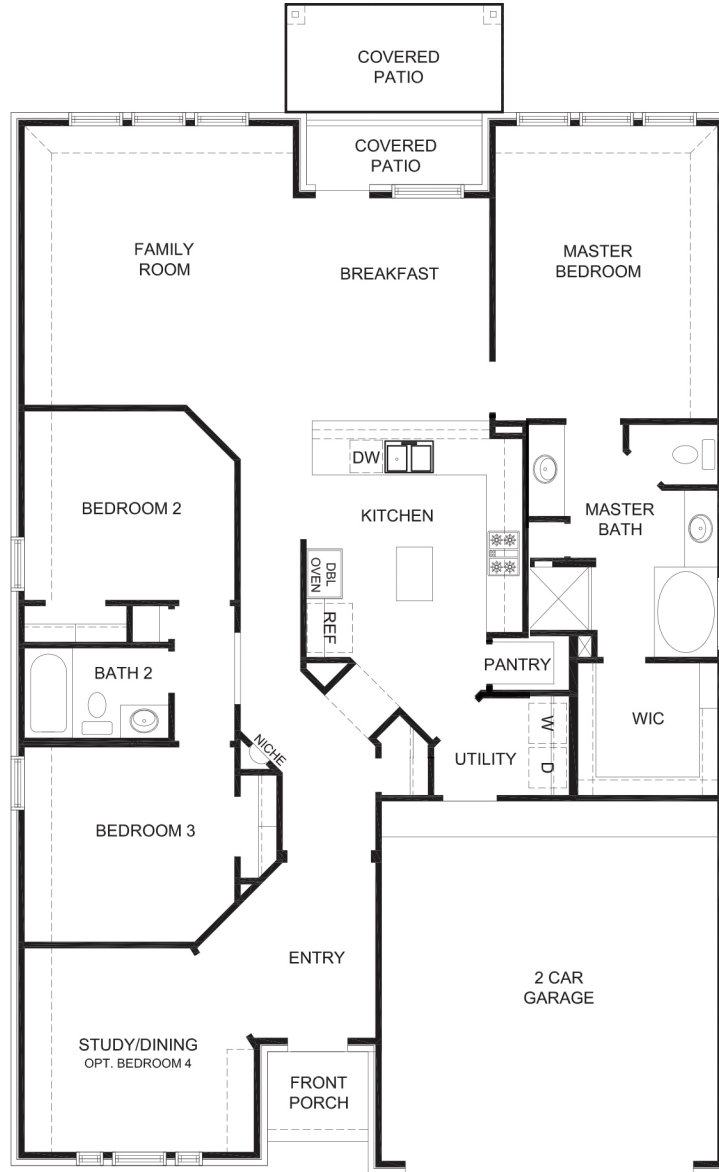 COVERED
PATIO
COVERED
PATIO
FAMILY
ROOM
BREAKFAST
MASTER
BEDROOM
DW
BEDROOM 2
KITCHEN
MASTER
BATH
DBL
OVEN
REF
BATH 2
PANTRY
WIC
NICHE
UTILITY
W
D
BEDROOM 3
ENTRY
2 CAR
GARAGE
STUDY/DINING
OPT. BEDROOM 4
FRONT
PORCH